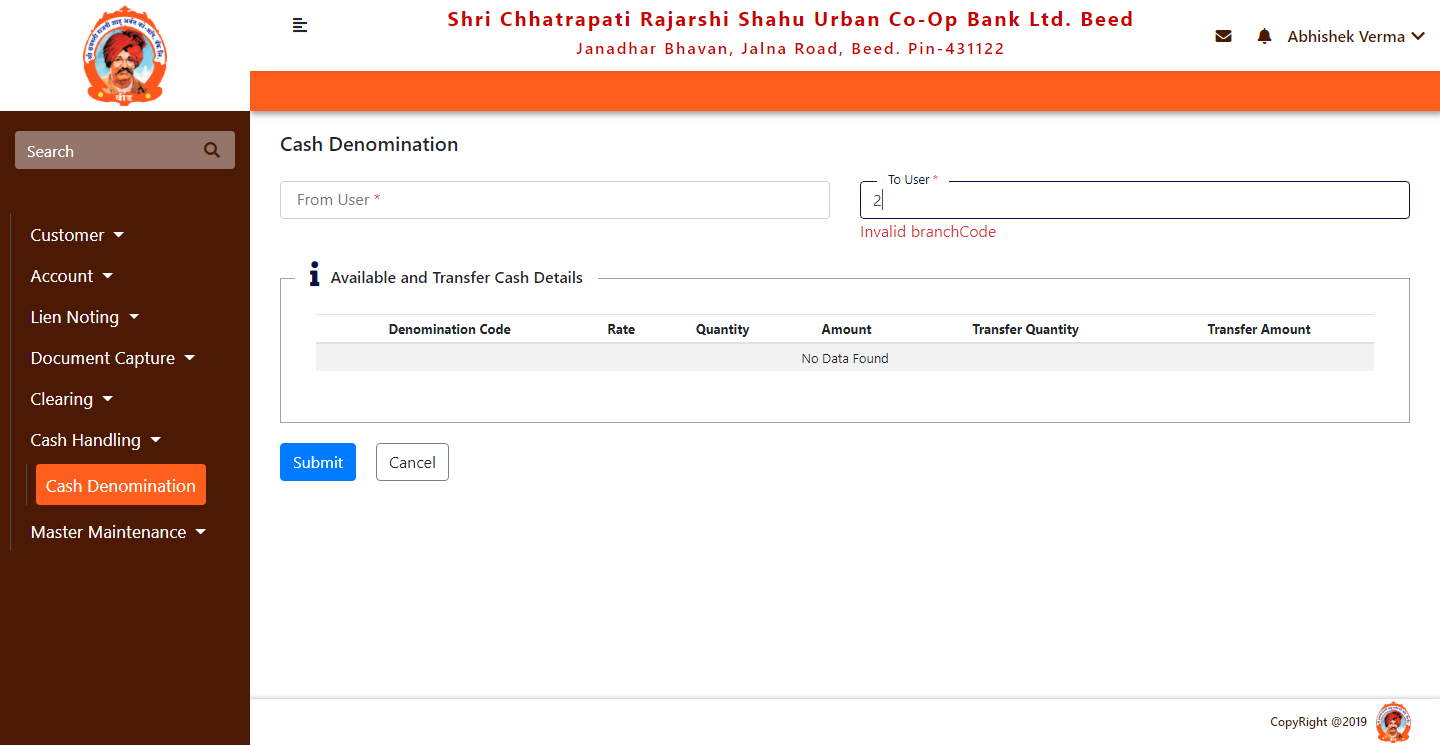 Shri Chhatrapati Rajarshi Shahu Urban Co-Op Bank Ltd. Beed
Janadhar Bhavan, Jalna Road, Beed. Pin-431122
Abhishek Verma
बीड
Search
Customer
Account
Lien Noting
Document Capture
Clearing
Cash Handling
Cash Denomination
Master Maintenance
Cash Denomination
From User *
To User *
2
Invalid branchCode
Available and Transfer Cash Details
Denomination Code Rate Quantity Amount Transfer Quantity Transfer Amount
No Data Found
Submit Cancel
CopyRight @2019